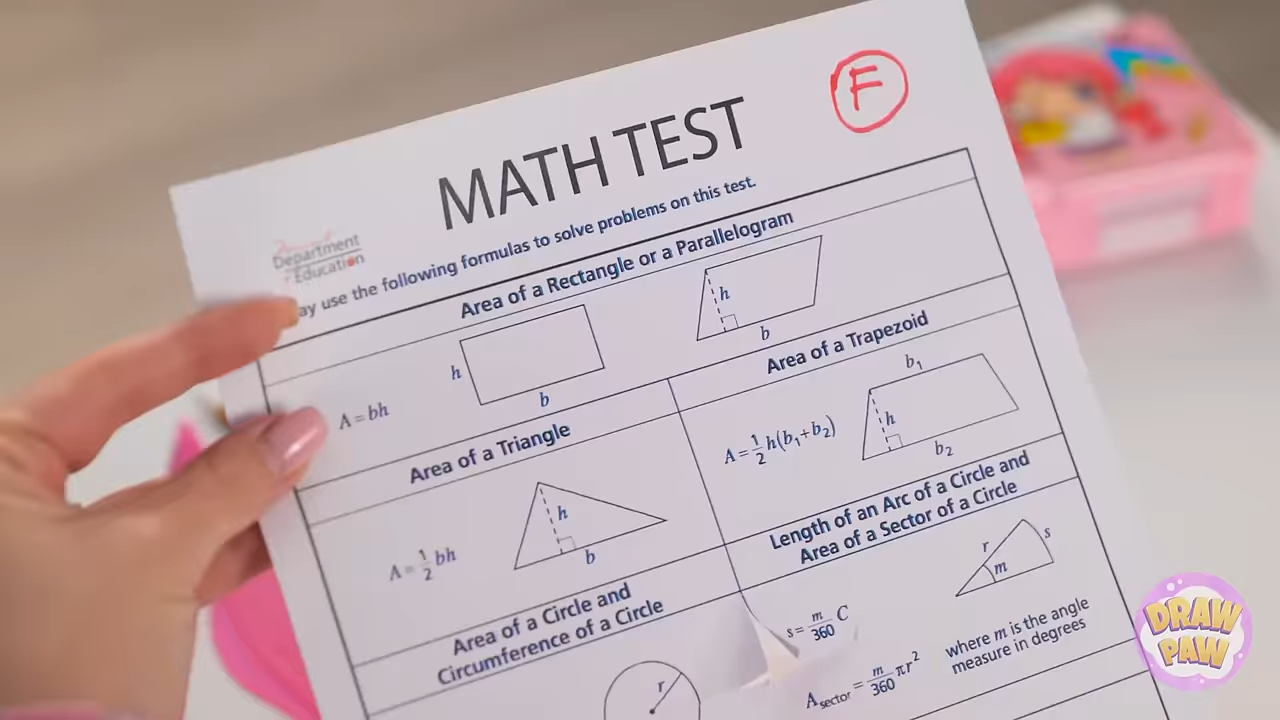 F
MATH TEST
Department
Education
ay use the following formulas to solve problems on this test.
Area of a Rectangle or a Parallelogram
h
b
A = bh
h
b
Area of a Triangle
A = 1/2 bh
h
b
Area of a Trapezoid
A = 1/2 h(b₁+b₂)
b₁
h
b₂
Area of a Circle and
Circumference of a Circle
r
Length of an Arc of a Circle and
Area of a Sector of a Circle
r
s
m
s = m/360 C
A sector = m/360 πr²
where m is the angle
measure in degrees
DRAW
PAW